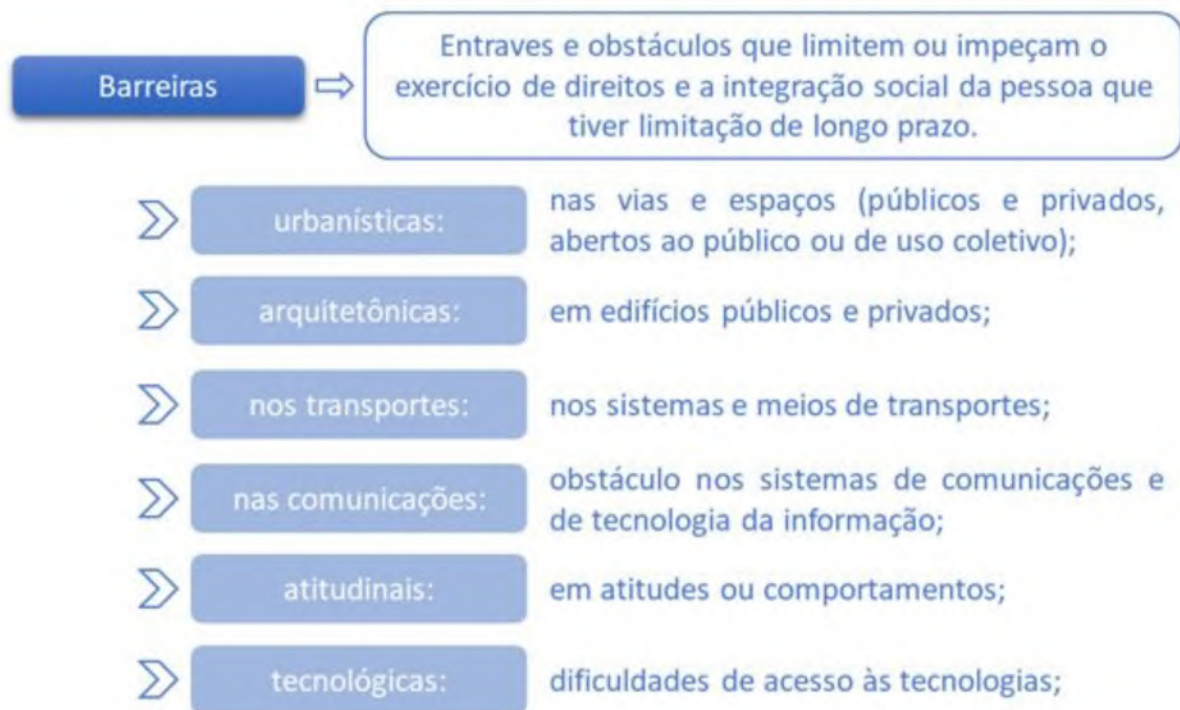 Entraves e obstáculos que limitem ou impeçam o
Barreiras
exercício de direitos e a integração social da pessoa que
tiver limitação de longo prazo.
urbanísticas:
nas vias e espaços (públicos e privados,
abertos ao público ou de uso coletivo);
arquitetônicas:
em edifícios públicos e privados;
nos transportes:
nos sistemas e meios de transportes;
nas comunicações:
obstáculo nos sistemas de comunicações e
de tecnologia da informação;
atitudinais:
em atitudes ou comportamentos;
tecnológicas:
dificuldades de acesso às tecnologias;